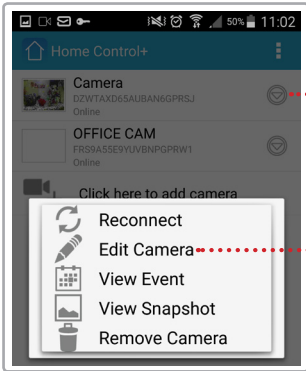 50% 11:02
Home Control+
Camera
DZWTAXD65AUBAN6GPRSJ
Online
OFFICE CAM
FRS9A55E9YUVBNPGPRW1
Online
Click here to add camera
Reconnect
Edit Camera
View Event
View Snapshot
Remove Camera